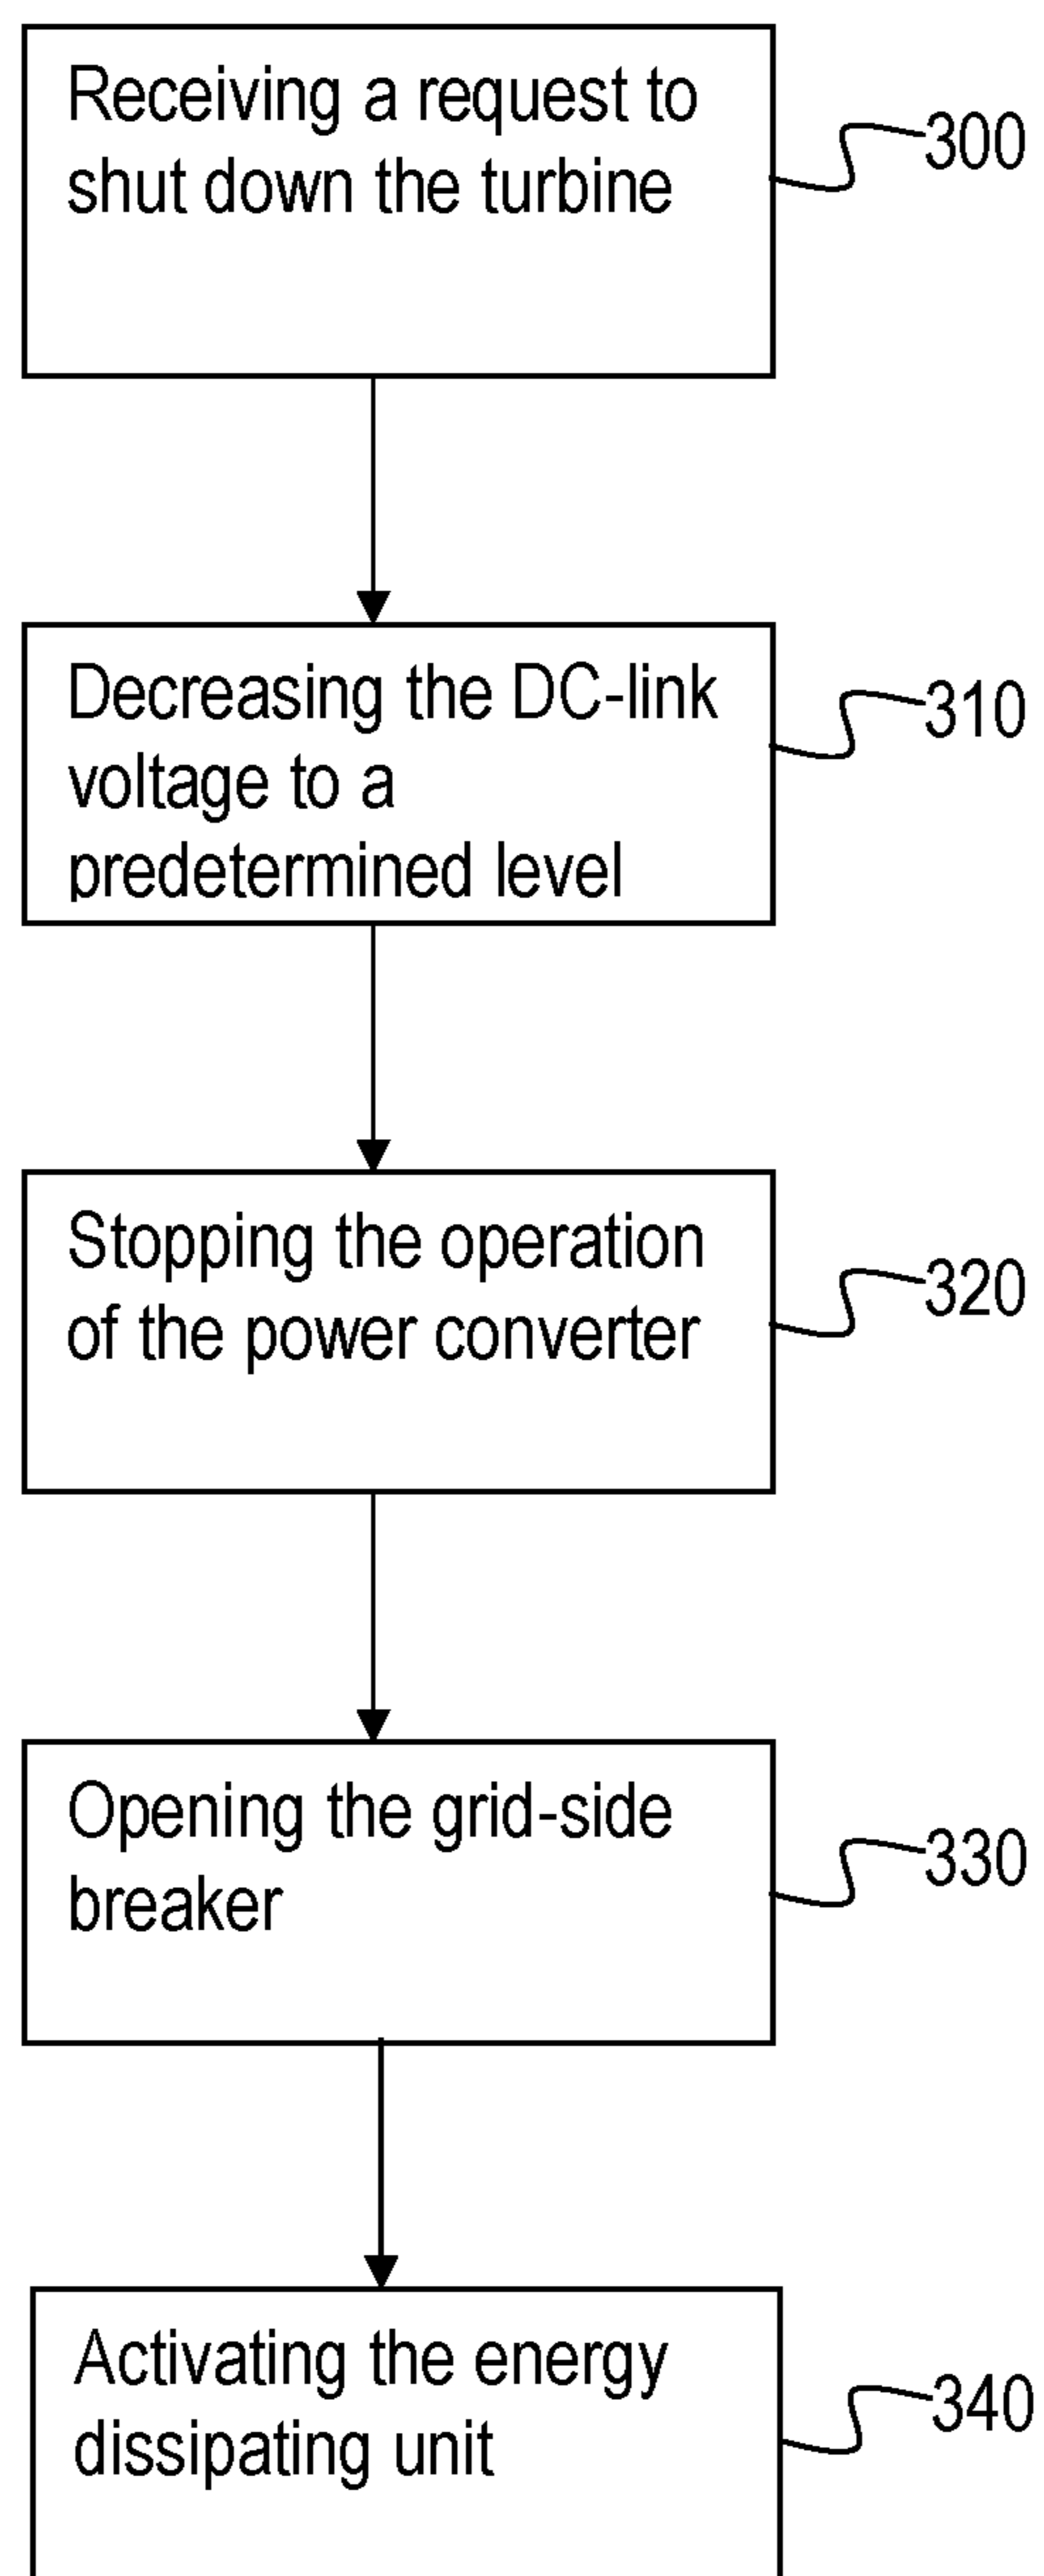 Receiving a request to
shut down the turbine
300
Decreasing the DC-link
voltage to a
predetermined level
310
Stopping the operation
of the power converter
320
Opening the grid-side
breaker
330
Activating the energy
dissipating unit
340